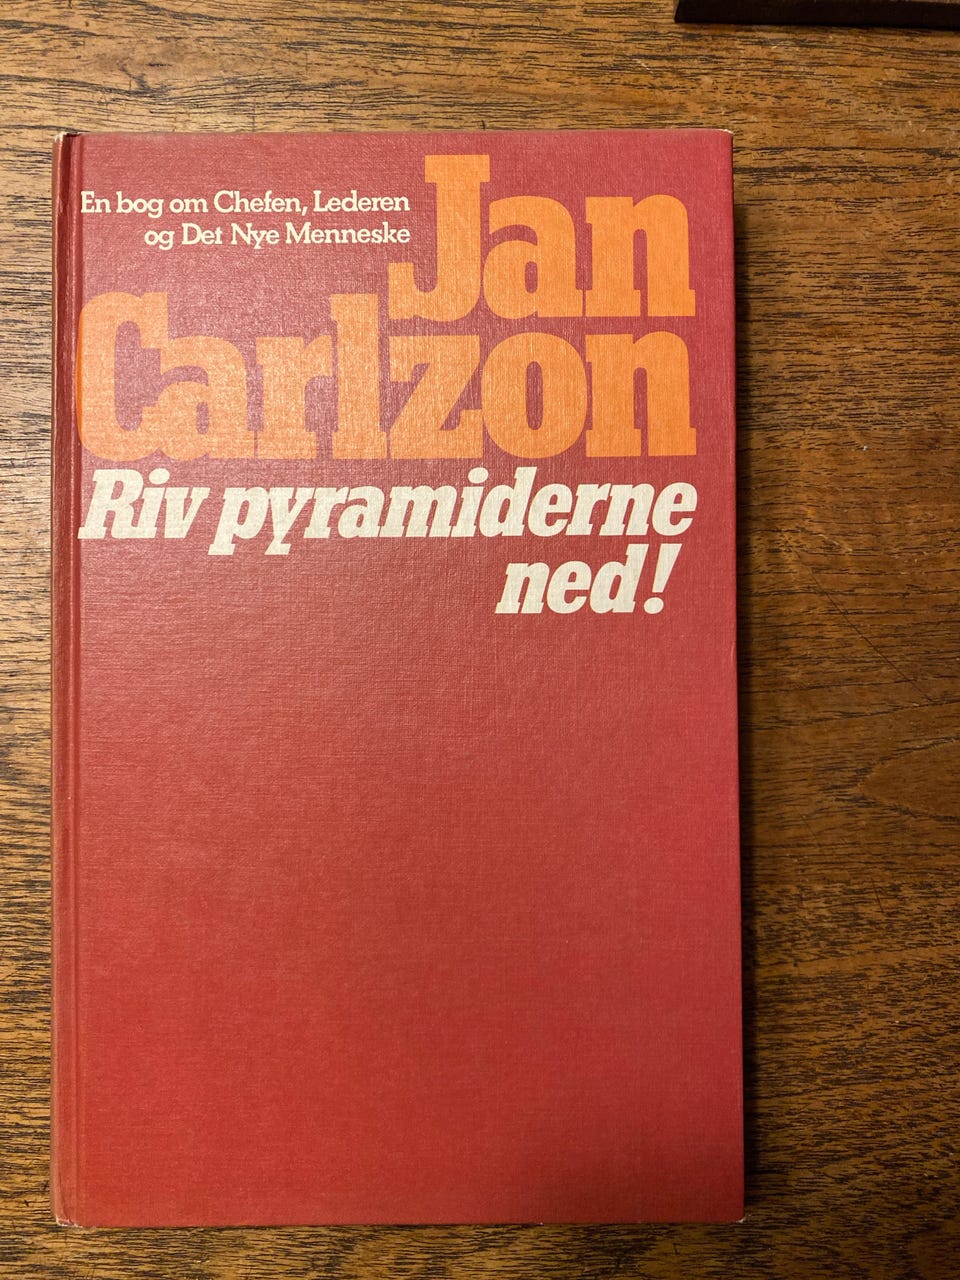 En bog om Chefen, Lederen
og Det Nye Menneske
Jan
Carlzon
Riv pyramiderne
ned!